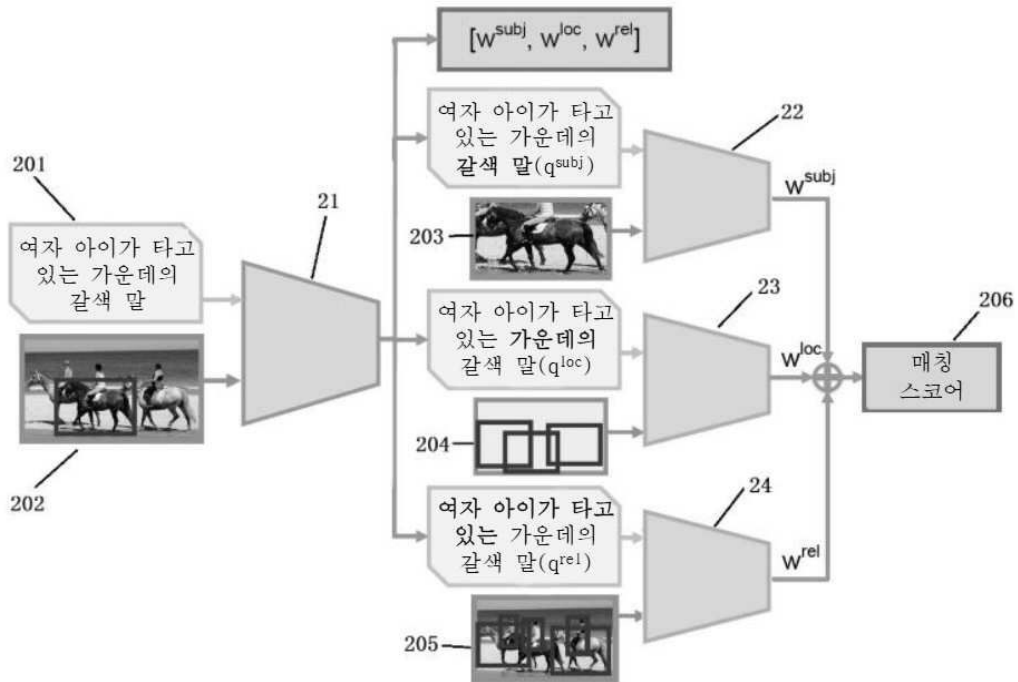 [w^subj, w^loc, w^rel]
여자 아이가 타고
있는 가운데의
갈색 말(q^subj)
22
w^subj
201
21
203
여자 아이가 타고
있는 가운데의
갈색 말
여자 아이가 타고
있는 가운데의
갈색 말(q^loc)
23
206
w^loc
매칭
스코어
204
202
여자 아이가 타고
있는 가운데의
갈색 말(q^rel)
24
w^rel
205